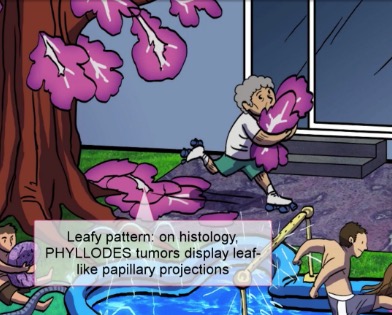 Leafy pattern: on histology,
PHYLLODES tumors display leaf-
like papillary projections